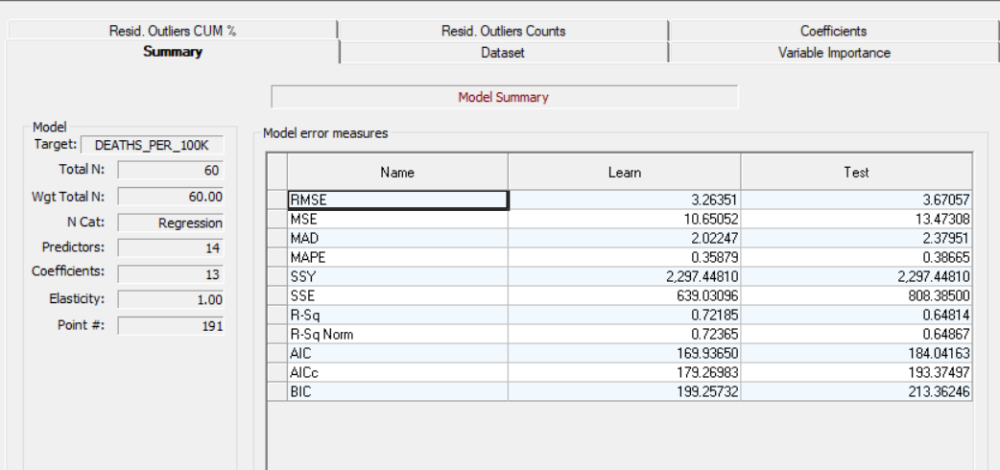 Resid. Outliers CUM % Resid. Outliers Counts Coefficients
Summary Dataset Variable Importance
Model Summary
Model
Target: DEATHS_PER_100K
Total N: 60
Wgt Total N: 60.00
N Cat: Regression
Predictors: 14
Coefficients: 13
Elasticity: 1.00
Point #: 191
Model error measures
Name Learn Test
RMSE 3.26351 3.67057
MSE 10.65052 13.47308
MAD 2.02247 2.37951
MAPE 0.35879 0.38665
SSY 2,297.44810 2,297.44810
SSE 639.03096 808.38500
R-Sq 0.72185 0.64814
R-Sq Norm 0.72365 0.64867
AIC 169.93650 184.04163
AICc 179.26983 193.37497
BIC 199.25732 213.36246